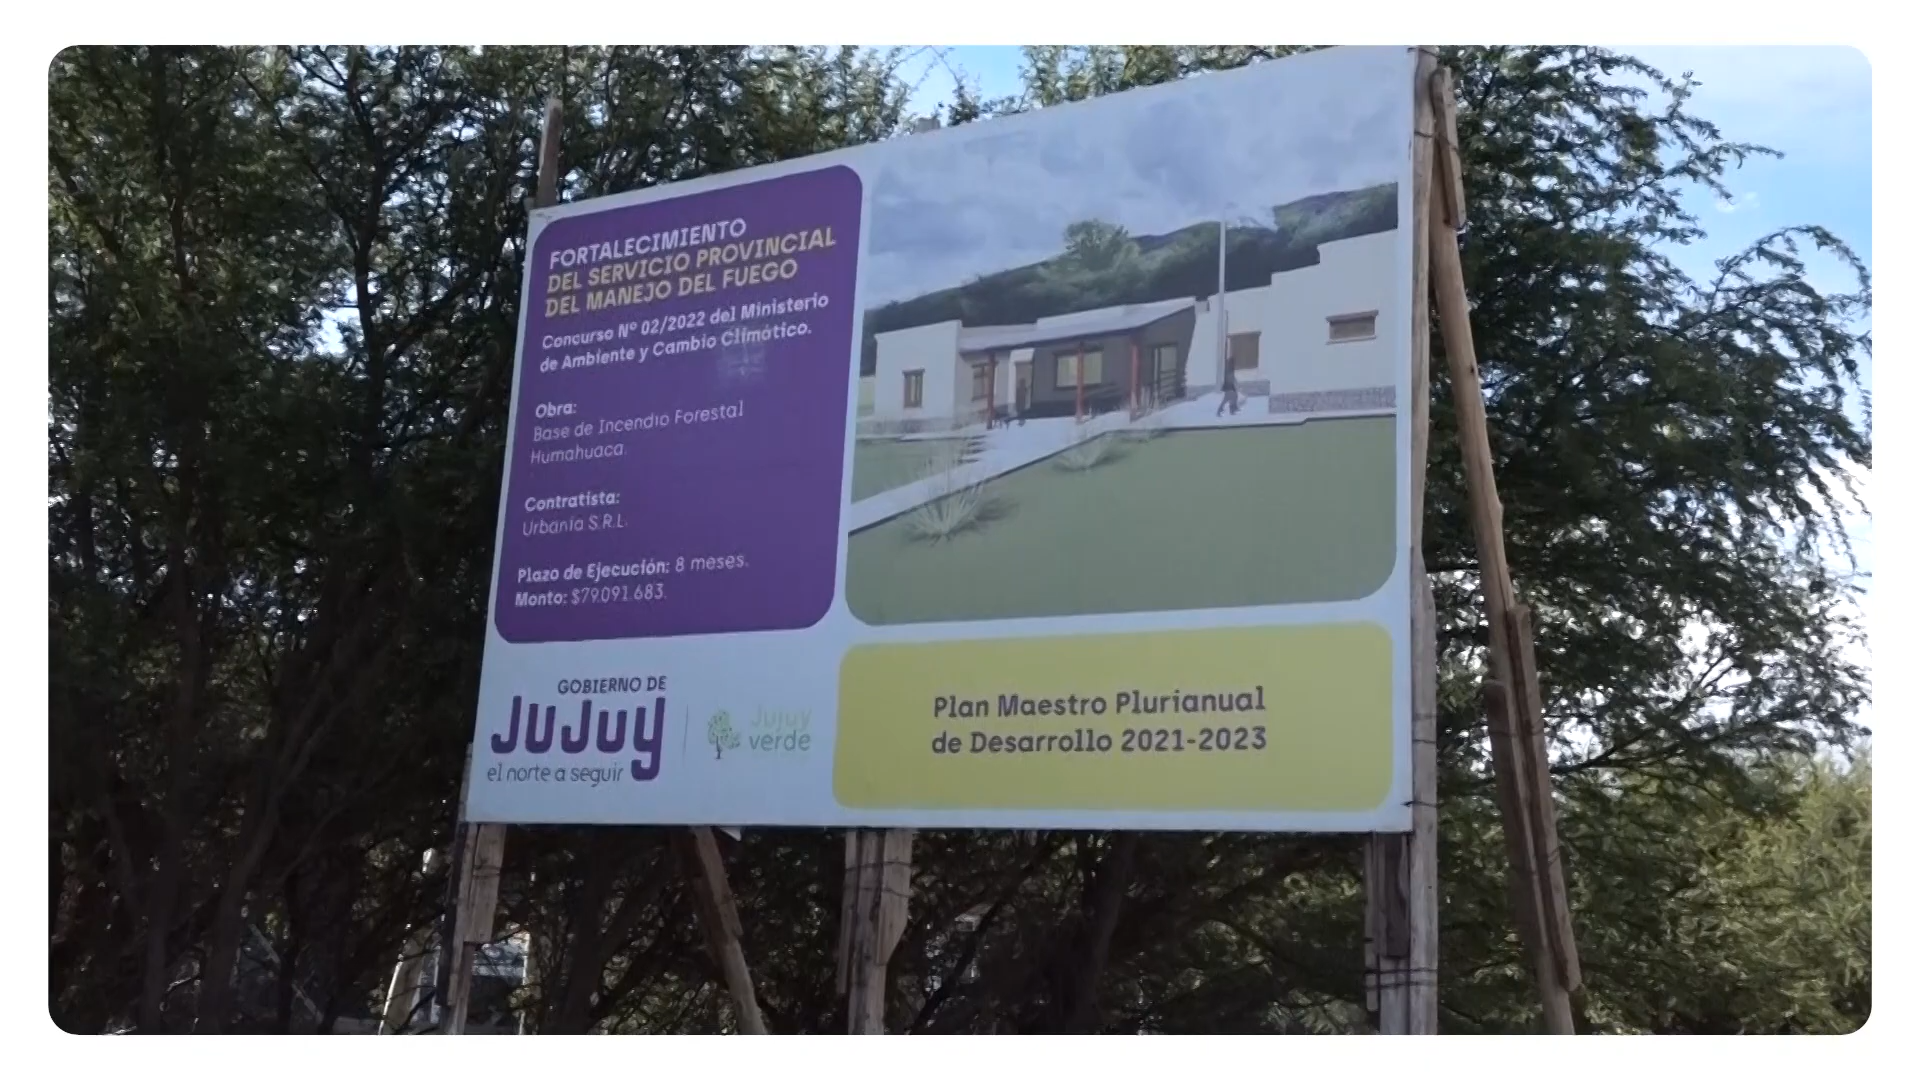 FORTALECIMIENTO
DEL SERVICIO PROVINCIAL
DEL MANEJO DEL FUEGO
Concurso Nº 02/2022 del Ministerio
de Ambiente y Cambio Climático.
Obra:
Base de Incendio Forestal
Humahuaca.
Contratista:
Urbania S.R.L.
Plazo de Ejecución: 8 meses.
Monto: $79.091.683.
GOBIERNO DE
JUJUY
el norte a seguir
Jujuy
verde
Plan Maestro Plurianual
de Desarrollo 2021-2023